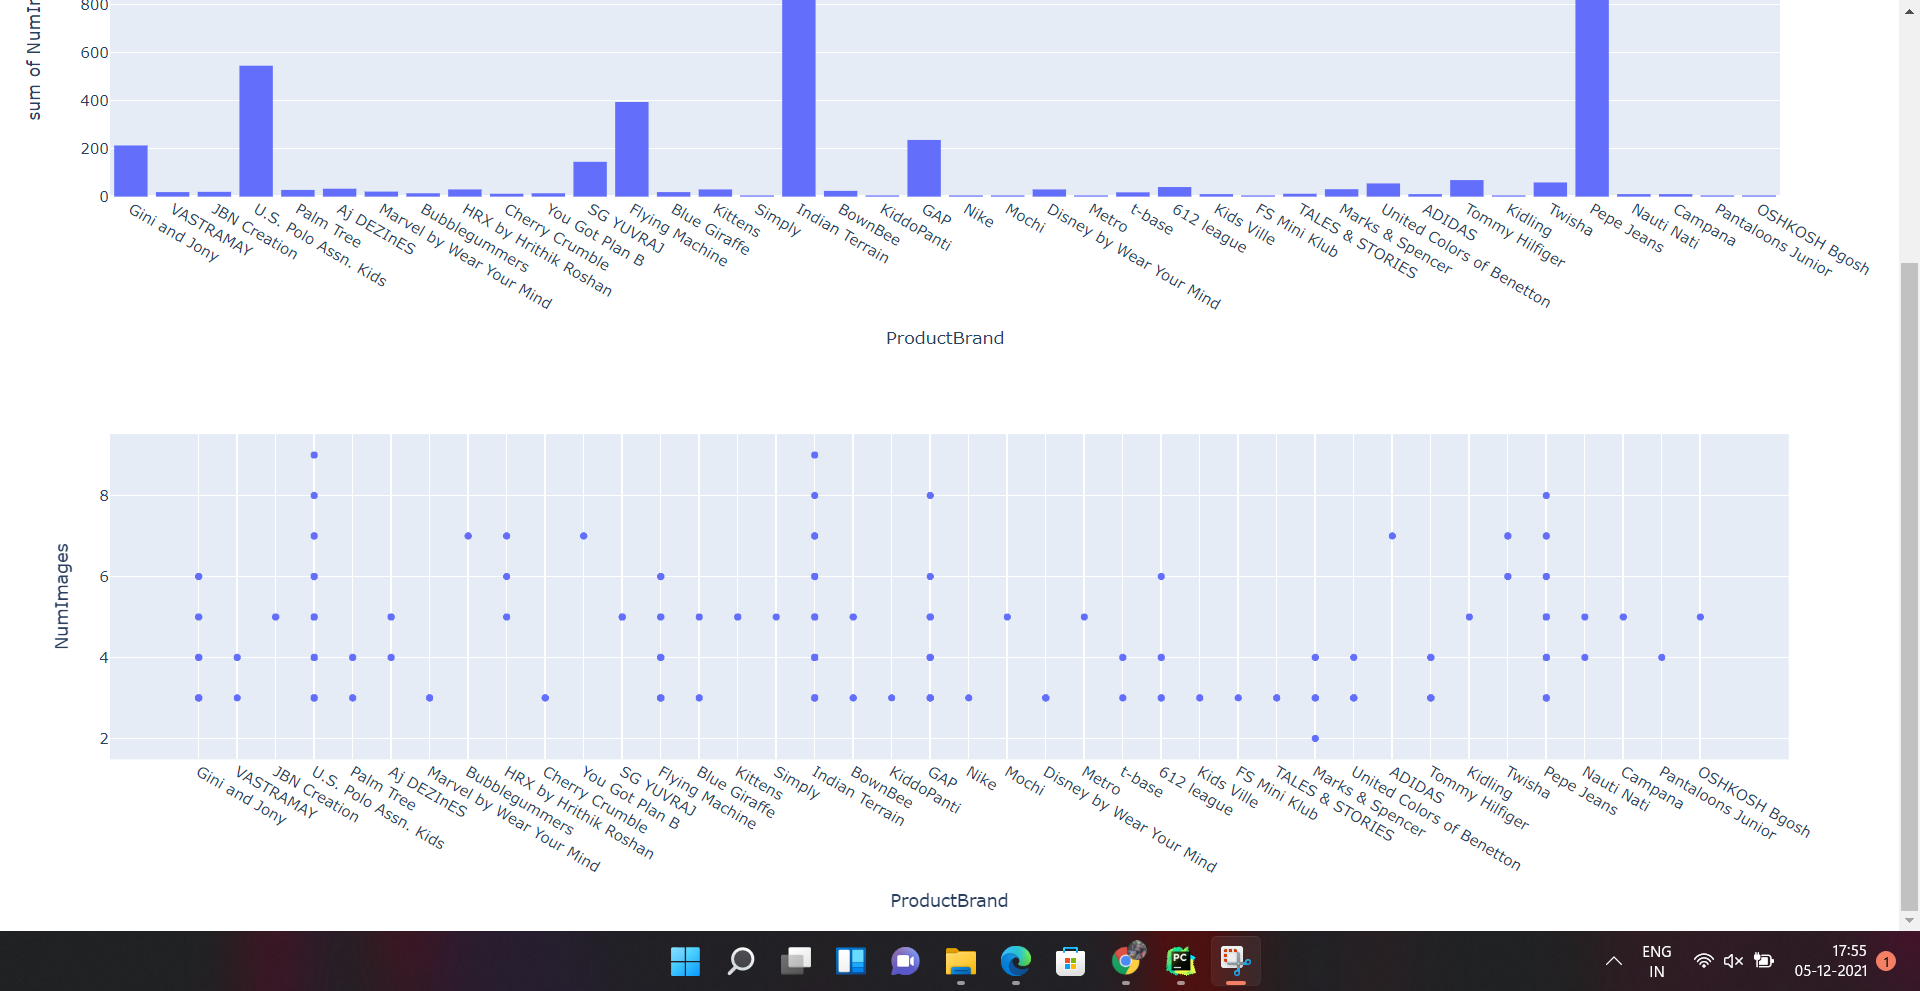 800
600
400
200
0
sum of NumIm
Gini and Jony
VASTRAMAY
JBN Creation
U.S. Polo Assn. Kids
Palm Tree
Aj DEZInES
Marvel by Wear Your Mind
Bubblegummers
HRX by Hrithik Roshan
Cherry Crumble
You Got Plan B
SG YUVRAJ
Flying Machine
Blue Giraffe
Kittens
Simply
Indian Terrain
BownBee
KiddoPanti
GAP
Nike
Mochi
Disney by Wear Your Mind
Metro
t-base
612 league
Kids Ville
FS Mini Klub
TALES & STORIES
Marks & Spencer
United Colors of Benetton
ADIDAS
Tommy Hilfiger
Kidling
Twisha
Pepe Jeans
Nauti Nati
Campana
Pantaloons Junior
OSHKOSH Bgosh
ProductBrand
8
6
4
2
NumImages
Gini and Jony
VASTRAMAY
JBN Creation
U.S. Polo Assn. Kids
Palm Tree
Aj DEZInES
Marvel by Wear Your Mind
Bubblegummers
HRX by Hrithik Roshan
Cherry Crumble
You Got Plan B
SG YUVRAJ
Flying Machine
Blue Giraffe
Kittens
Simply
Indian Terrain
BownBee
KiddoPanti
GAP
Nike
Mochi
Disney by Wear Your Mind
Metro
t-base
612 league
Kids Ville
FS Mini Klub
TALES & STORIES
Marks & Spencer
United Colors of Benetton
ADIDAS
Tommy Hilfiger
Kidling
Twisha
Pepe Jeans
Nauti Nati
Campana
Pantaloons Junior
OSHKOSH Bgosh
ProductBrand
PC
ENG
IN
17:55
05-12-2021
1